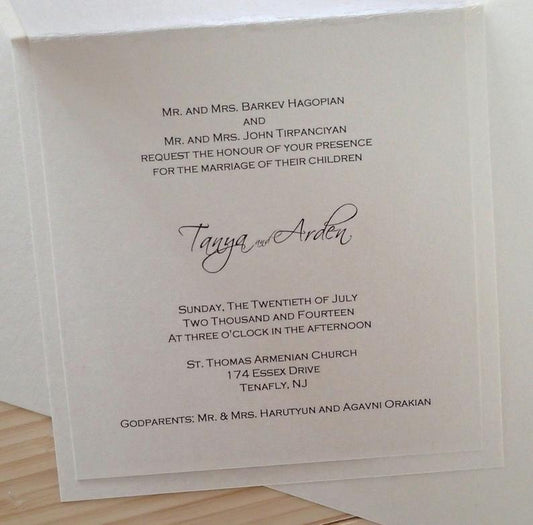 Mr. and Mrs. Barkev Hagopian
and
Mr. and Mrs. John Tirpanciyan
request the honour of your presence
for the marriage of their children
Tanya and Arden
Sunday, The Twentieth of July
Two Thousand and Fourteen
At three o'clock in the afternoon
St. Thomas Armenian Church
174 Essex Drive
Tenafly, NJ
Godparents: Mr. & Mrs. Harutyun and Agavni Orakian